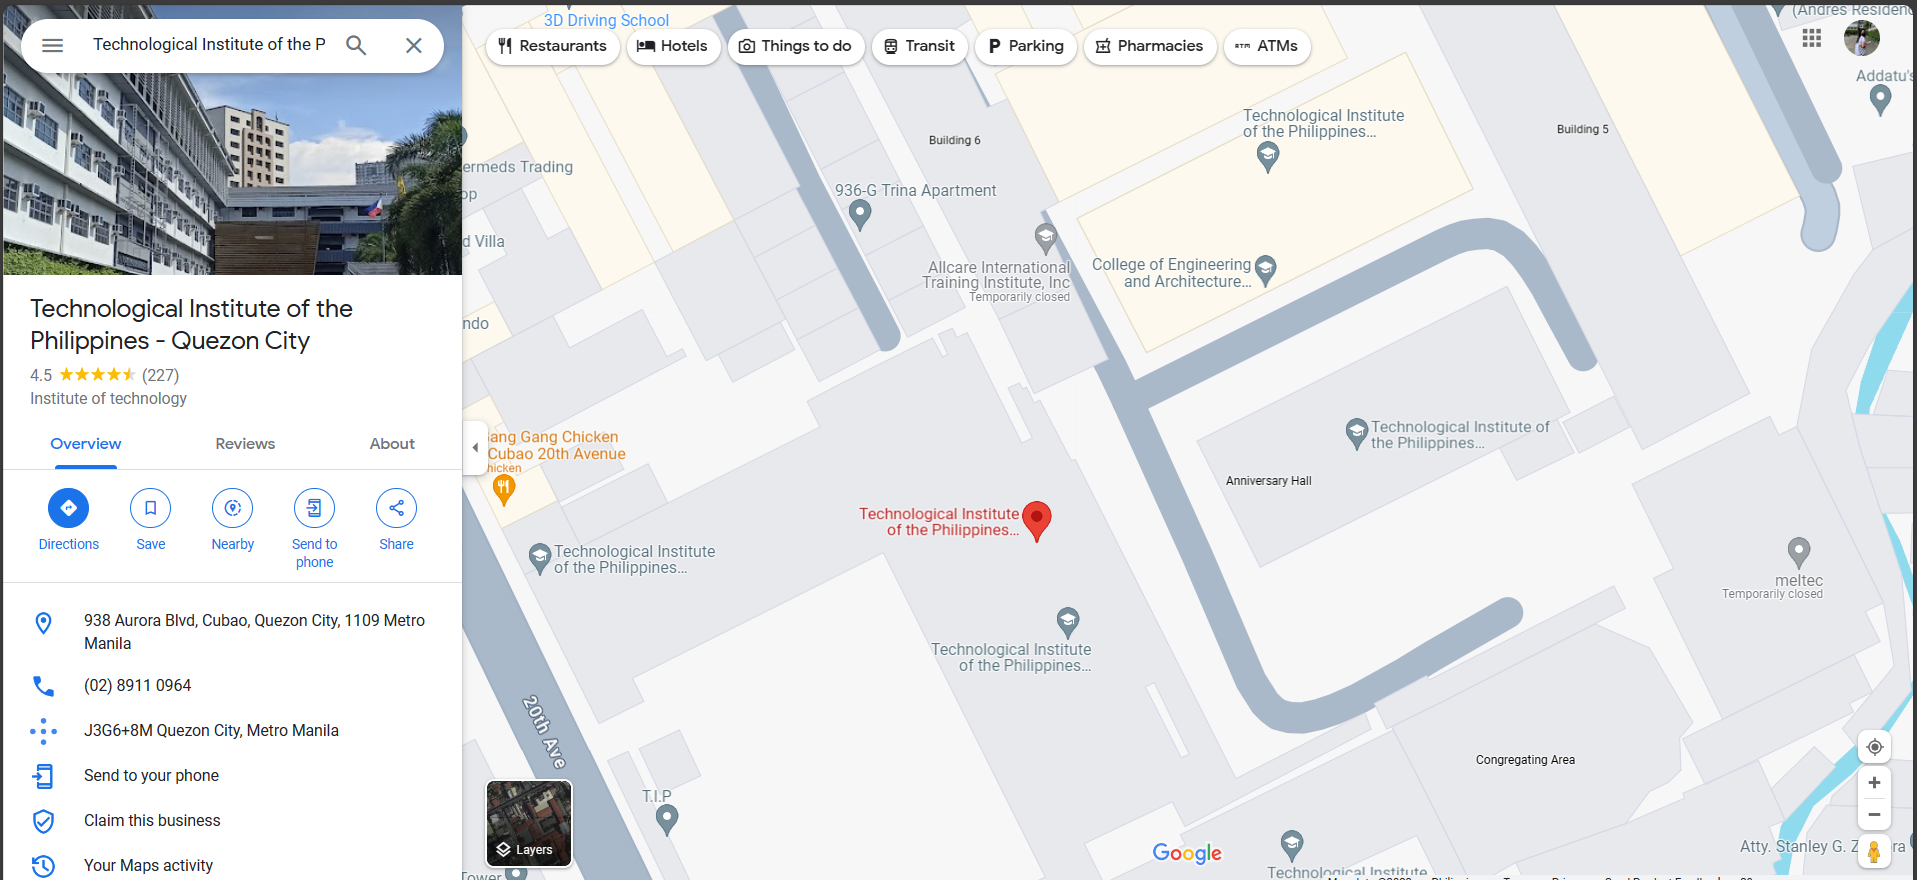 Technological Institute of the P
Restaurants
Hotels
Things to do
Transit
Parking
Pharmacies
ATM
ATMs
Technological Institute of the
Philippines - Quezon City
4.5
(227)
Institute of technology
Overview
Reviews
About
Directions
Save
Nearby
Send to
phone
Share
938 Aurora Blvd, Cubao, Quezon City, 1109 Metro
Manila
(02) 8911 0964
J3G6+8M Quezon City, Metro Manila
Send to your phone
Claim this business
Your Maps activity
3D Driving School
(Andres Residenc
Addatu's
Building 6
Technological Institute
of the Philippines...
Building 5
ermeds Trading
op
936-G Trina Apartment
d Villa
Allcare International
Training Institute, Inc
Temporarily closed
College of Engineering
and Architecture...
ndo
ang Gang Chicken
Cubao 20th Avenue
hicken
Technological Institute of
the Philippines...
Anniversary Hall
Technological Institute
of the Philippines...
Technological Institute
of the Philippines...
meltec
Temporarily closed
Technological Institute
of the Philippines...
20th Ave
Congregating Area
T.I.P
Layers
Google
Atty. Stanley G. Z
ra
Technological Institute
Tower